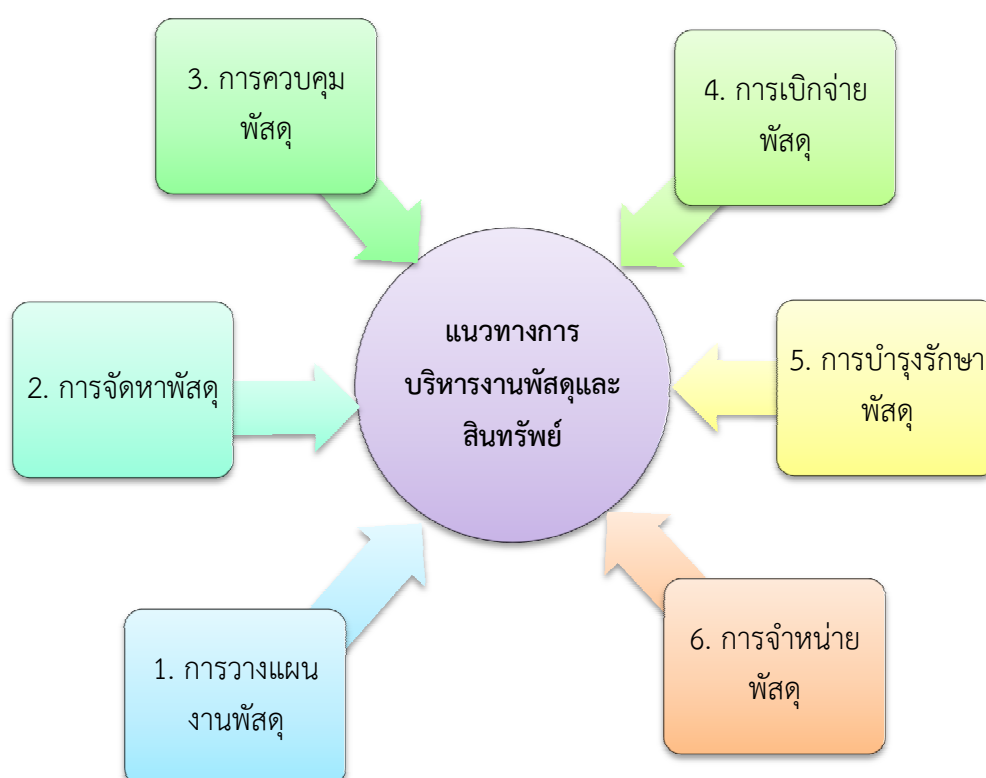 3. การควบคุม
พัสดุ
4. การเบิกจ่าย
พัสดุ
แนวทางการ
บริหารงานพัสดุและ
สินทรัพย์
2. การจัดหาพัสดุ
5. การบำรุงรักษา
พัสดุ
1. การวางแผน
งานพัสดุ
6. การจำหน่าย
พัสดุ